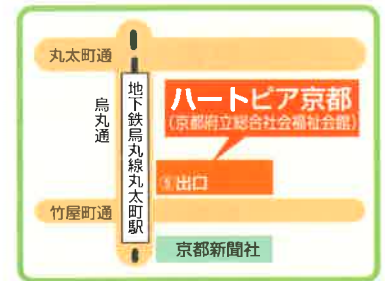 丸太町通
烏丸通
地下鉄烏丸線丸太町駅
ハートピア京都
(京都府立総合社会福祉会館)
⑤出口
竹屋町通
京都新聞社